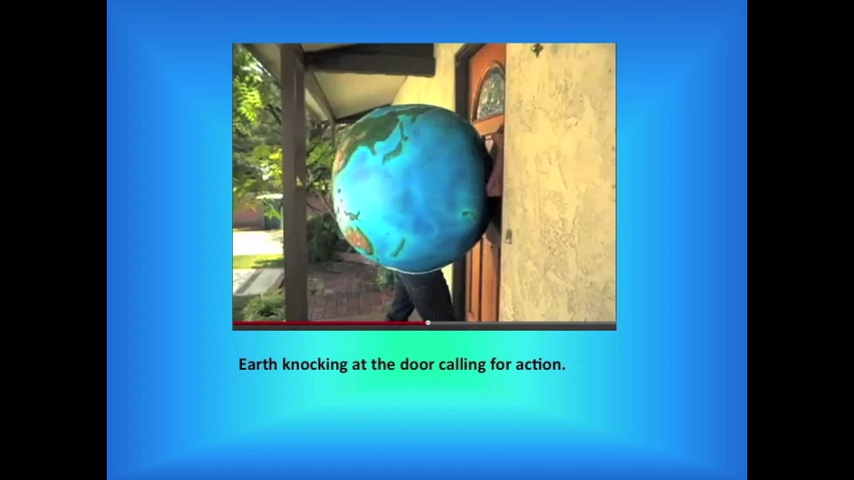 Earth knocking at the door calling for action.